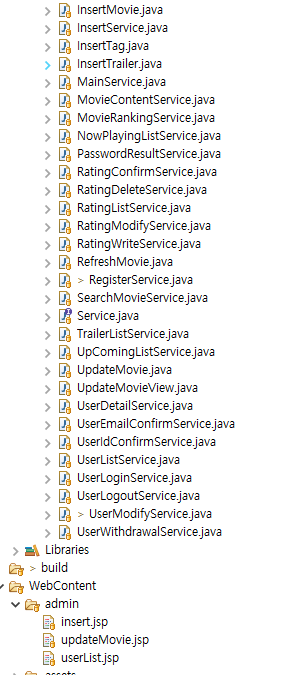 InsertMovie.java
InsertService.java
InsertTag.java
InsertTrailer.java
MainService.java
MovieContentService.java
MovieRankingService.java
NowPlayingListService.java
PasswordResultService.java
RatingConfirmService.java
RatingDeleteService.java
RatingListService.java
RatingModifyService.java
RatingWriteService.java
RefreshMovie.java
> RegisterService.java
SearchMovieService.java
Service.java
TrailerListService.java
UpComingListService.java
UpdateMovie.java
UpdateMovieView.java
UserDetailService.java
UserEmailConfirmService.java
UserIdConfirmService.java
UserListService.java
UserLoginService.java
UserLogoutService.java
> UserModifyService.java
UserWithdrawalService.java
Libraries
> build
WebContent
admin
insert.jsp
updateMovie.jsp
userList.jsp
assets